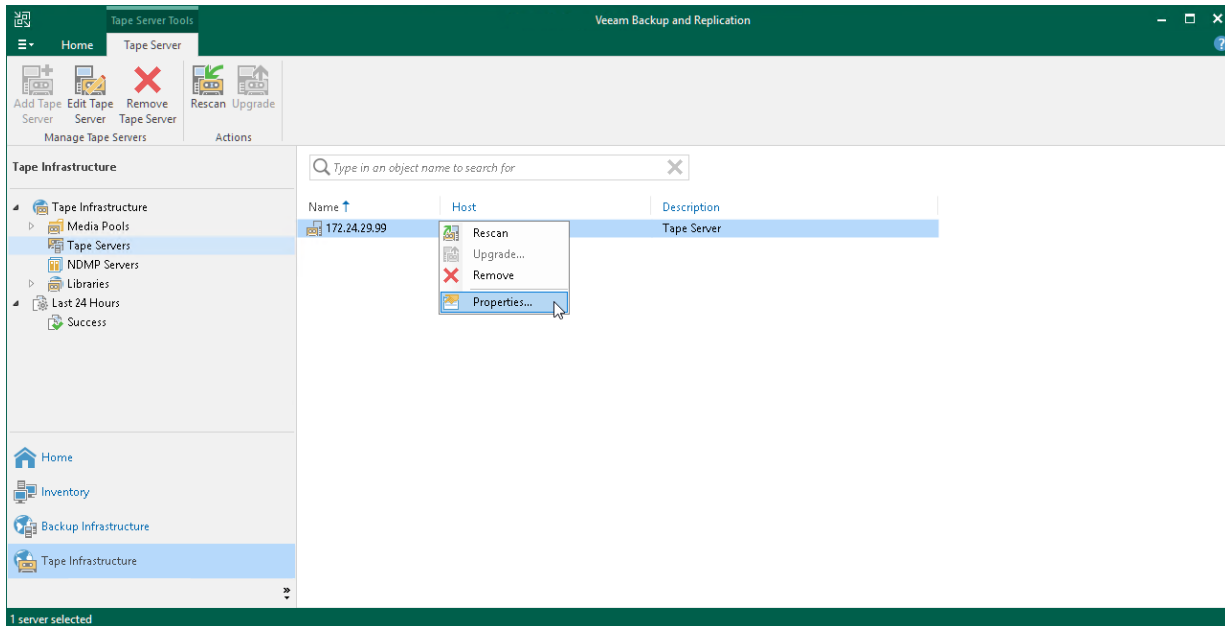 Tape Server Tools
Veeam Backup and Replication
Home
Tape Server
?
Add Tape Server
Edit Tape Server
Remove Tape Server
Rescan
Upgrade
Manage Tape Servers
Actions
Tape Infrastructure
Type in an object name to search for
Tape Infrastructure
Media Pools
Tape Servers
NDMP Servers
Libraries
Last 24 Hours
Success
Name Host Description
172.24.29.99 Tape Server
Rescan
Upgrade...
Remove
Properties...
Home
Inventory
Backup Infrastructure
Tape Infrastructure
1 server selected